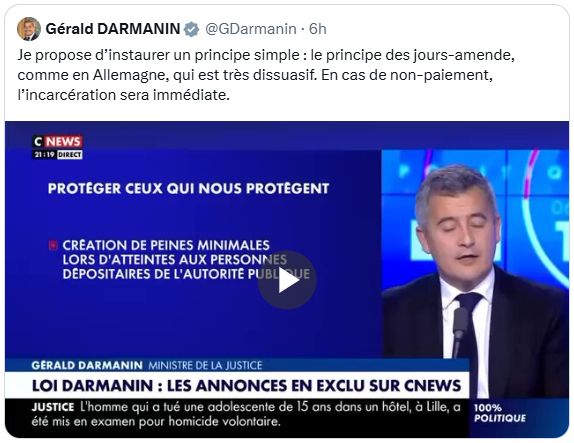 Gérald DARMANIN @GDarmanin · 6h
Je propose d’instaurer un principe simple : le principe des jours-amende,
comme en Allemagne, qui est très dissuasif. En cas de non-paiement,
l’incarcération sera immédiate.
CNEWS
21:19 DIRECT
PROTÉGER CEUX QUI NOUS PROTÈGENT
CRÉATION DE PEINES MINIMALES
LORS D'ATTEINTES AUX PERSONNES
DÉPOSITAIRES DE L'AUTORITÉ PUBLIQUE
GÉRALD DARMANIN MINISTRE DE LA JUSTICE
LOI DARMANIN : LES ANNONCES EN EXCLU SUR CNEWS
JUSTICE L'homme qui a tué une adolescente de 15 ans dans un hôtel, à Lille, a
été mis en examen pour homicide volontaire.
100%
POLITIQUE